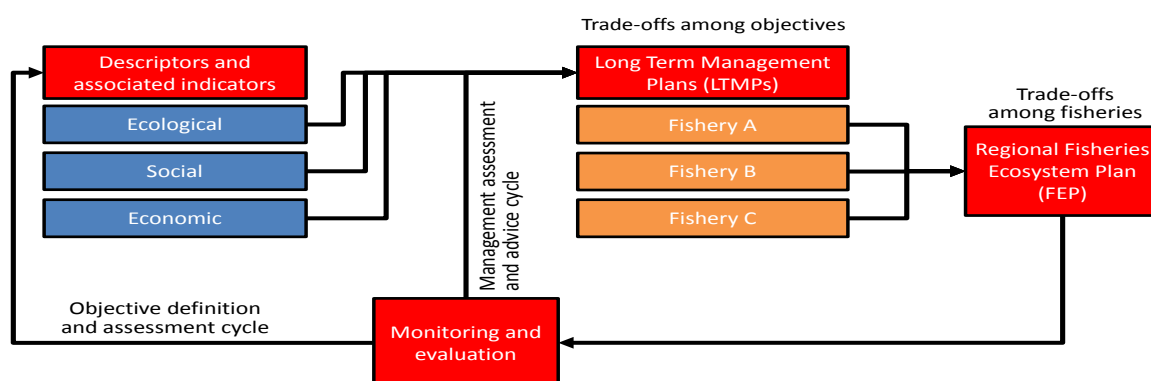 Trade-offs among objectives
Descriptors and
associated indicators
Ecological
Social
Economic
Long Term Management
Plans (LTMPs)
Fishery A
Fishery B
Fishery C
Trade-offs
among fisheries
Regional Fisheries
Ecosystem Plan
(FEP)
Management assessment
and advice cycle
Objective definition
and assessment cycle
Monitoring and
evaluation